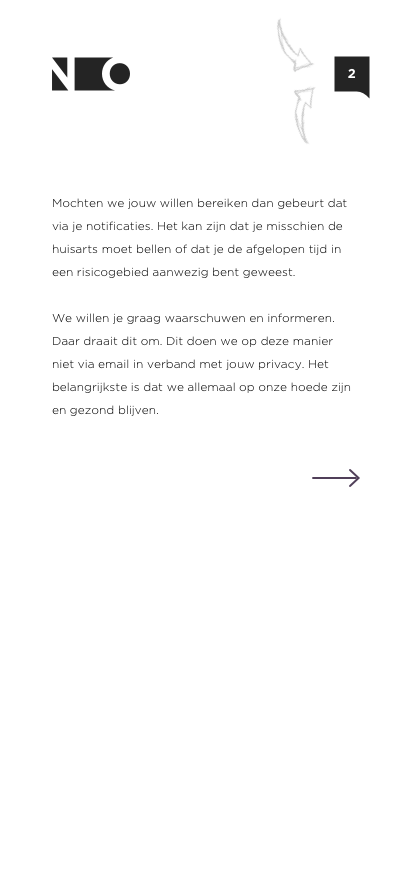 2
Mochten we jouw willen bereiken dan gebeurt dat
via je notificaties. Het kan zijn dat je misschien de
huisarts moet bellen of dat je de afgelopen tijd in
een risicogebied aanwezig bent geweest.
We willen je graag waarschuwen en informeren.
Daar draait dit om. Dit doen we op deze manier
niet via email in verband met jouw privacy. Het
belangrijkste is dat we allemaal op onze hoede zijn
en gezond blijven.